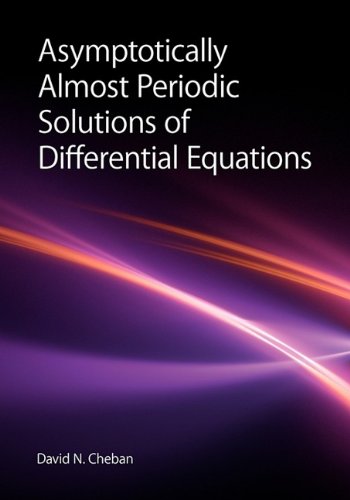 Asymptotically
Almost Periodic
Solutions of
Differential Equations
David N. Cheban